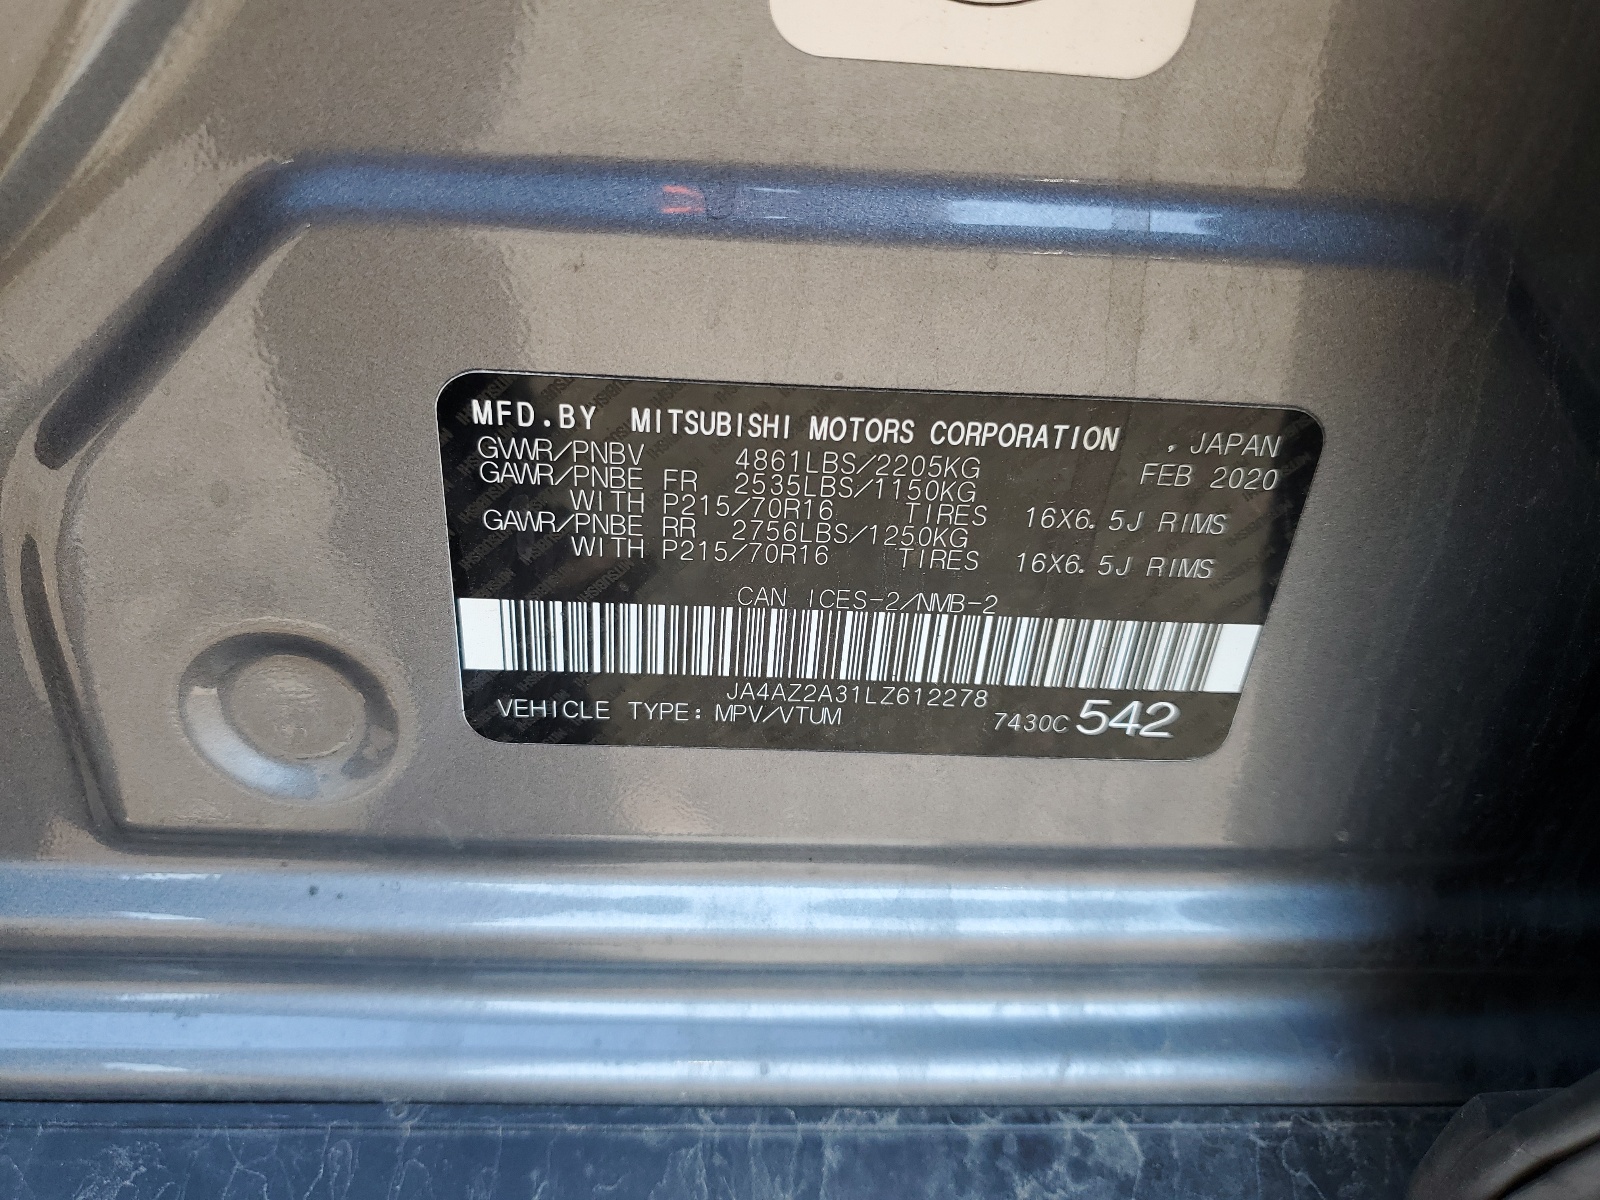 MFD.BY MITSUBISHI MOTORS CORPORATION , JAPAN
GVWR/PNBV 4861LBS/2205KG FEB 2020
GAWR/PNBE FR 2535LBS/1150KG
WITH P215/70R16 TIRES 16X6.5J RIMS
GAWR/PNBE RR 2756LBS/1250KG
WITH P215/70R16 TIRES 16X6.5J RIMS
CAN ICES-2/NMB-2
JA4AZ2A31LZ612278
VEHICLE TYPE: MPV/VTUM 7430C 542